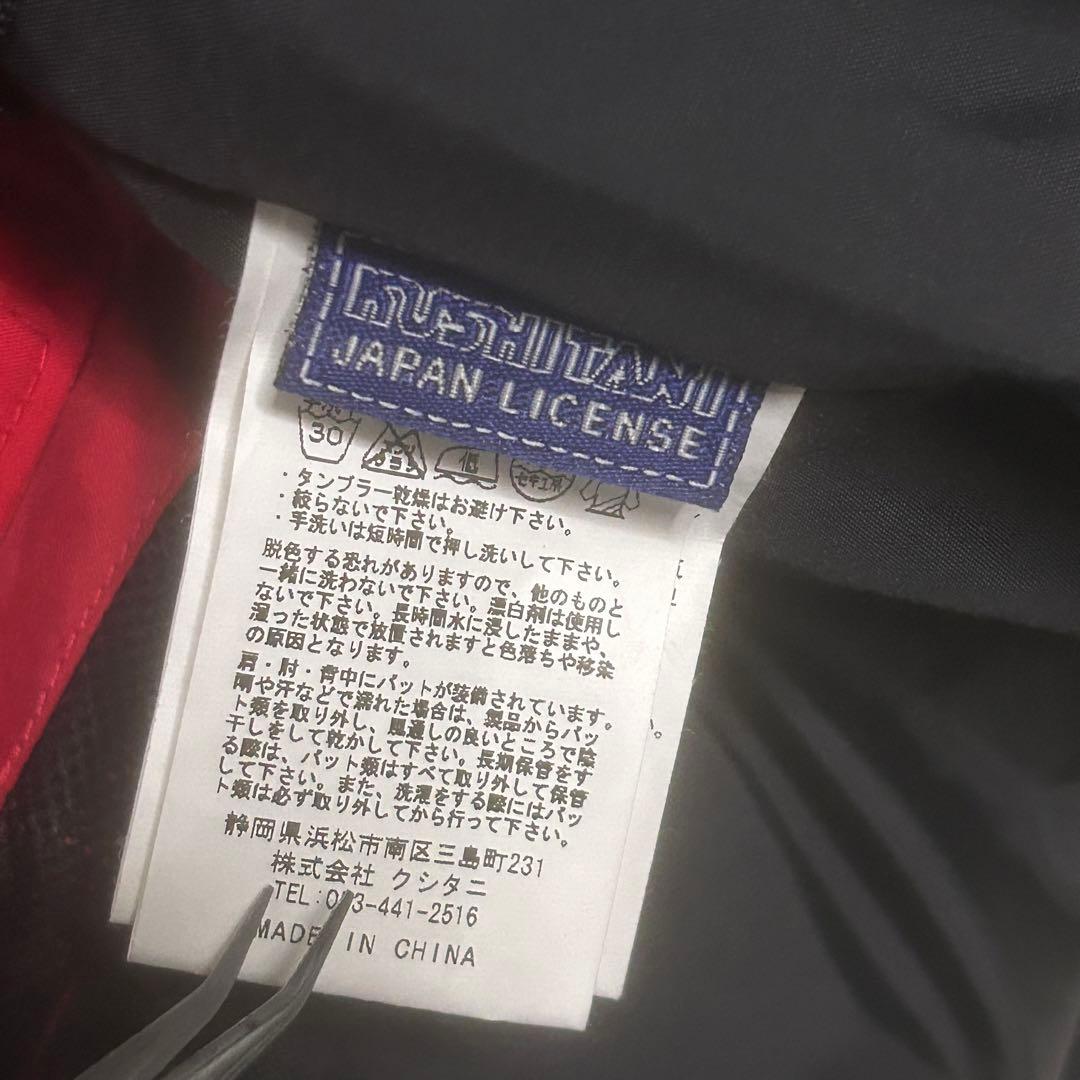 KUSHITANI
JAPAN LICENSE
30
低
・タンブラー乾燥はお避け下さい。
・絞らないで下さい。
・手洗いは短時間で押し洗いして下さい。
脱色する恐れがありますので、他のものと
一緒に洗わないで下さい。漂白剤は使用し
ないで下さい。長時間水に浸したままや、
湿った状態で放置されますと色落ちや移染
の原因となります。
肩・肘・背中にパットが装備されています。
雨や汗などで濡れた場合は、製品からパッ
ト類を取り外し、風通しの良いところで陰
干しをして乾かして下さい。長期保管をす
る際は、パット類はすべて取り外して保管
して下さい。また、洗濯をする際にはパッ
ト類は必ず取り外してから行って下さい。
静岡県浜松市南区三島町231
株式会社 クシタニ
TEL:053-441-2516
MADE IN CHINA